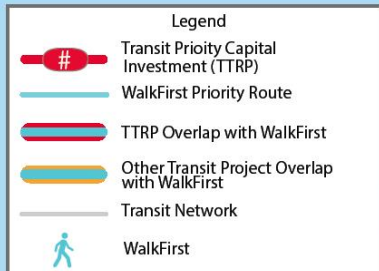 Legend
#
Transit Prioity Capital
Investment (TTRP)
WalkFirst Priority Route
TTRP Overlap with WalkFirst
Other Transit Project Overlap
with WalkFirst
Transit Network
WalkFirst